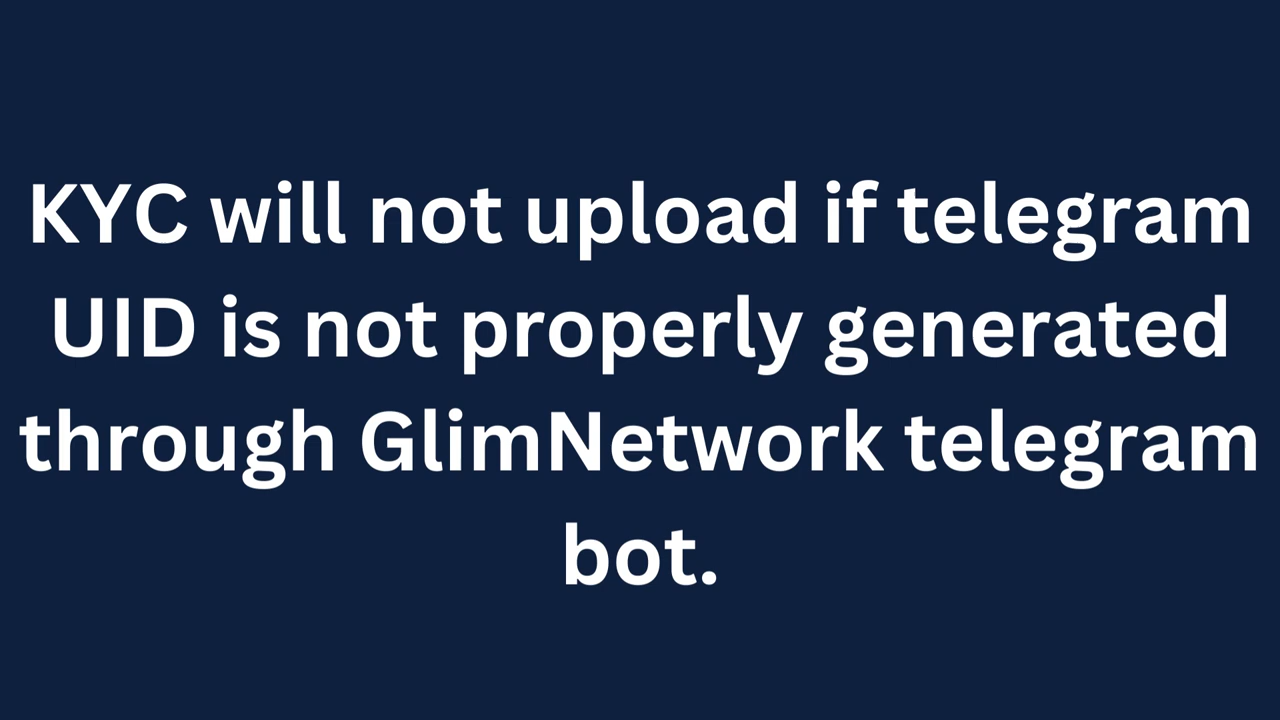 KYC will not upload if telegram
UID is not properly generated
through GlimNetwork telegram
bot.